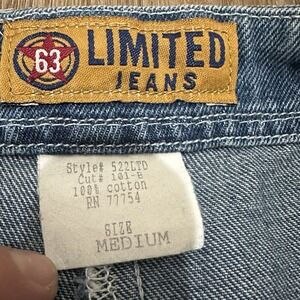 63 LIMITED
JEANS
Style# 522LTD
Cut# 101-B
100% cotton
RN 77754
SIZE
MEDIUM